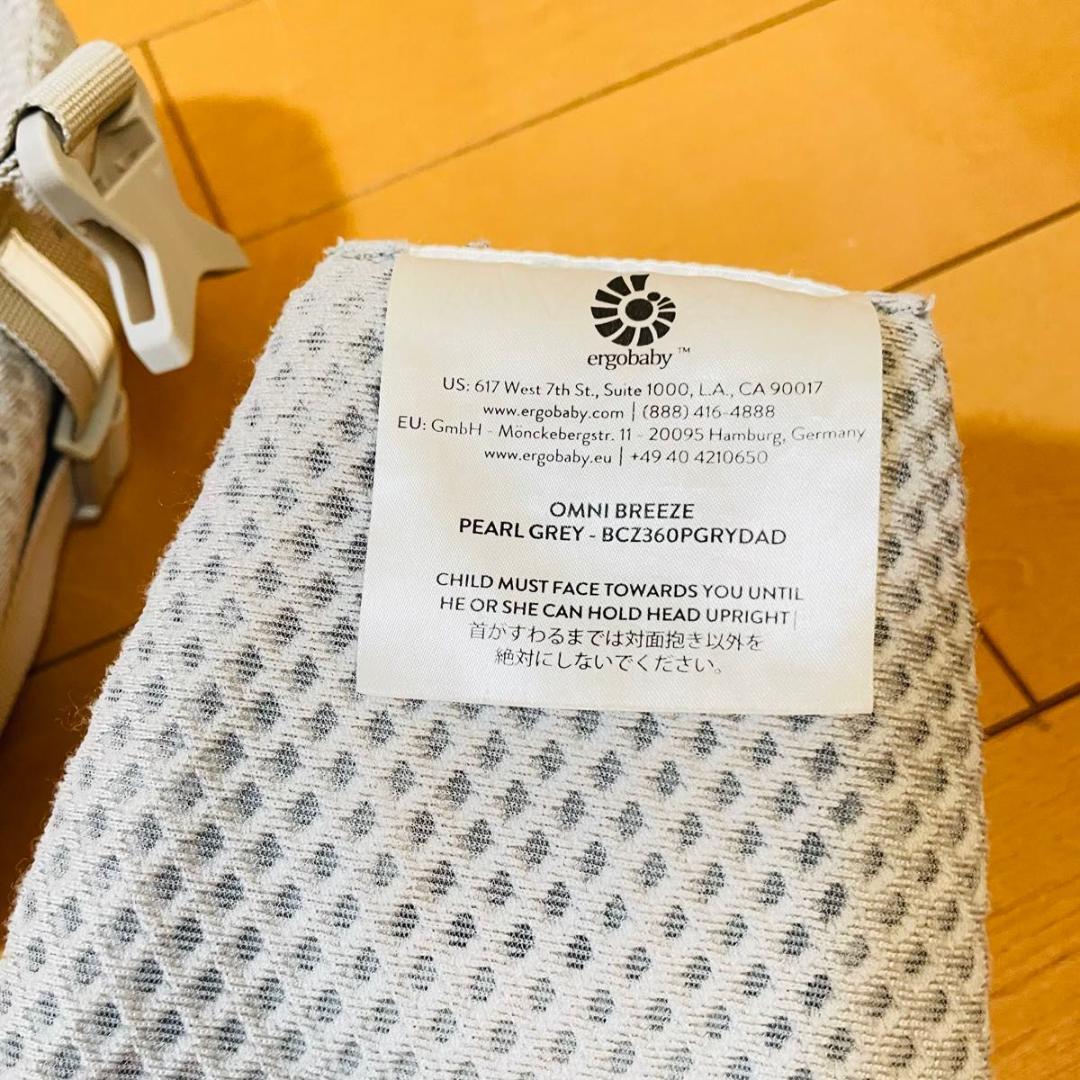 ergobaby™
US: 617 West 7th St., Suite 1000, L.A., CA 90017
www.ergobaby.com | (888) 416-4888
EU: GmbH - Mönckebergstr. 11 - 20095 Hamburg, Germany
www.ergobaby.eu | +49 40 4210650
OMNI BREEZE
PEARL GREY - BCZ360PGRYDAD
CHILD MUST FACE TOWARDS YOU UNTIL
HE OR SHE CAN HOLD HEAD UPRIGHT|
首がすわるまでは対面抱き以外を
絶対にしないでください。